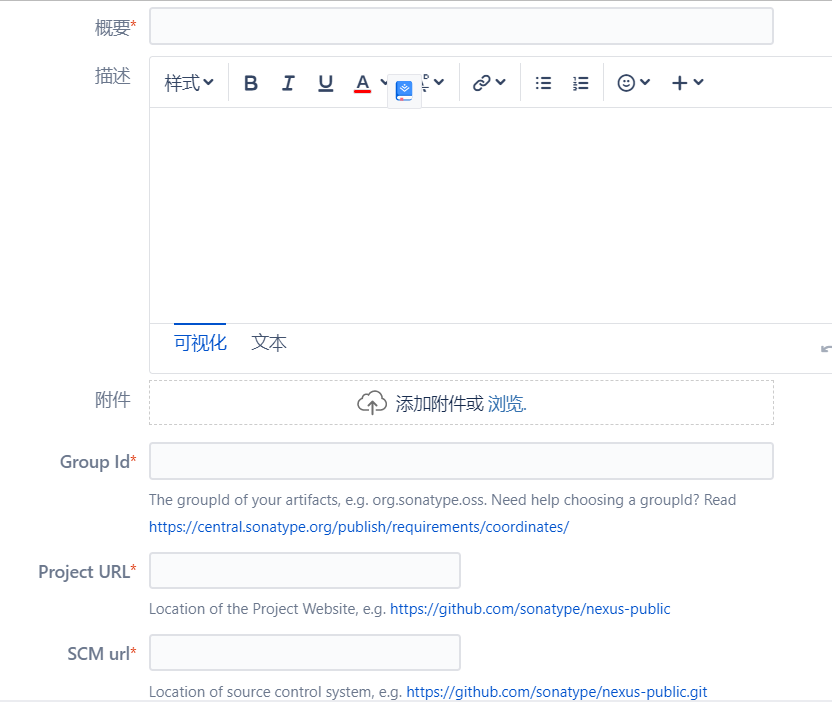 概要*
描述
样式 B I U A
可视化 文本
附件
添加附件或 浏览.
Group Id*
The groupId of your artifacts, e.g. org.sonatype.oss. Need help choosing a groupId? Read
https://central.sonatype.org/publish/requirements/coordinates/
Project URL*
Location of the Project Website, e.g. https://github.com/sonatype/nexus-public
SCM url*
Location of source control system, e.g. https://github.com/sonatype/nexus-public.git